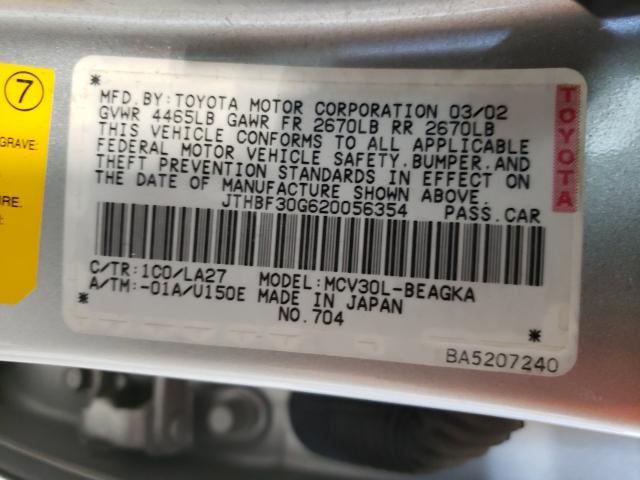 7
GRAVE:
URE.
*
MFD.BY:TOYOTA MOTOR CORPORATION 03/02
GVWR 4465LB GAWR FR 2670LB RR 2670LB
THIS VEHICLE CONFORMS TO ALL APPLICABLE
FEDERAL MOTOR VEHICLE SAFETY.BUMPER.AND
THEFT PREVENTION STANDARDS IN EFFECT ON
THE DATE OF MANUFACTURE SHOWN ABOVE.
JTHBF30G620056354 PASS.CAR
C/TR:1C0/LA27 MODEL:MCV30L-BEAGKA
A/TM:-01A/U150E MADE IN JAPAN
NO.704
*
*
BA5207240
TOYOTA